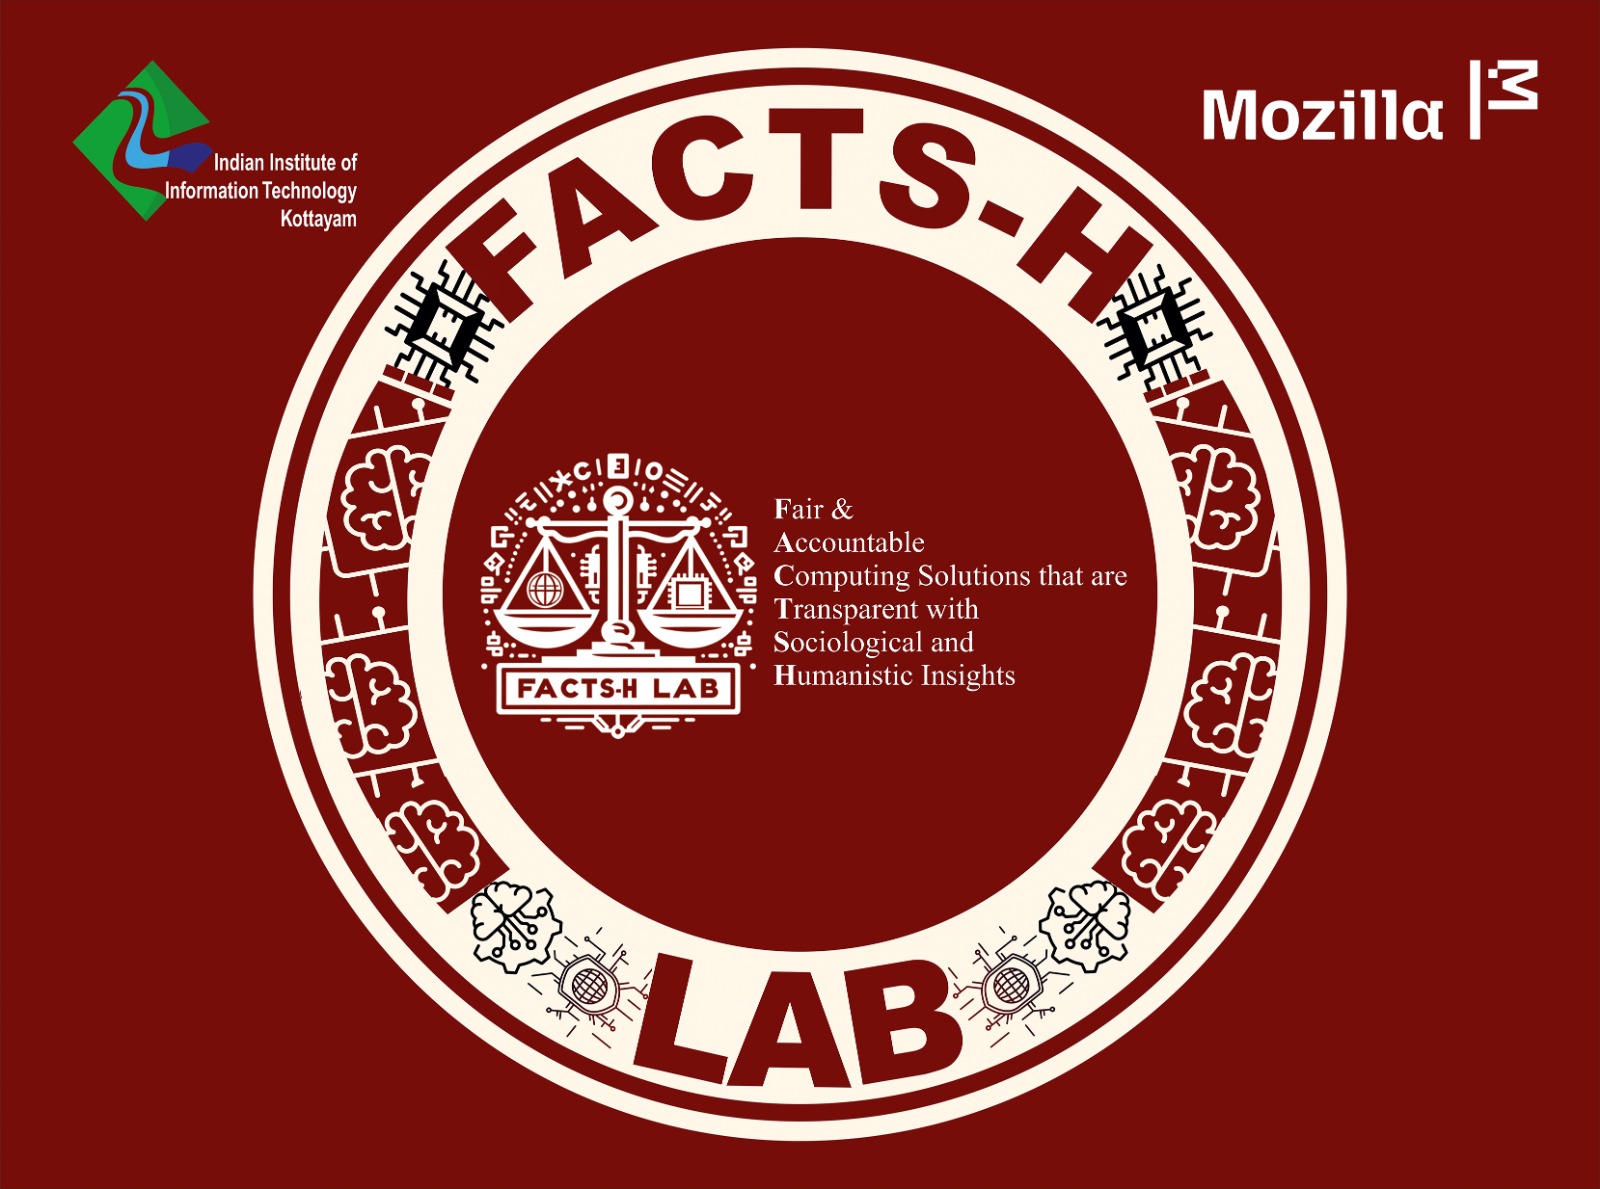 Indian Institute of
Information Technology
Kottayam
Mozilla
FACTS-H
Fair &
Accountable
Computing Solutions that are
Transparent with
Sociological and
Humanistic Insights
FACTS-H LAB
LAB